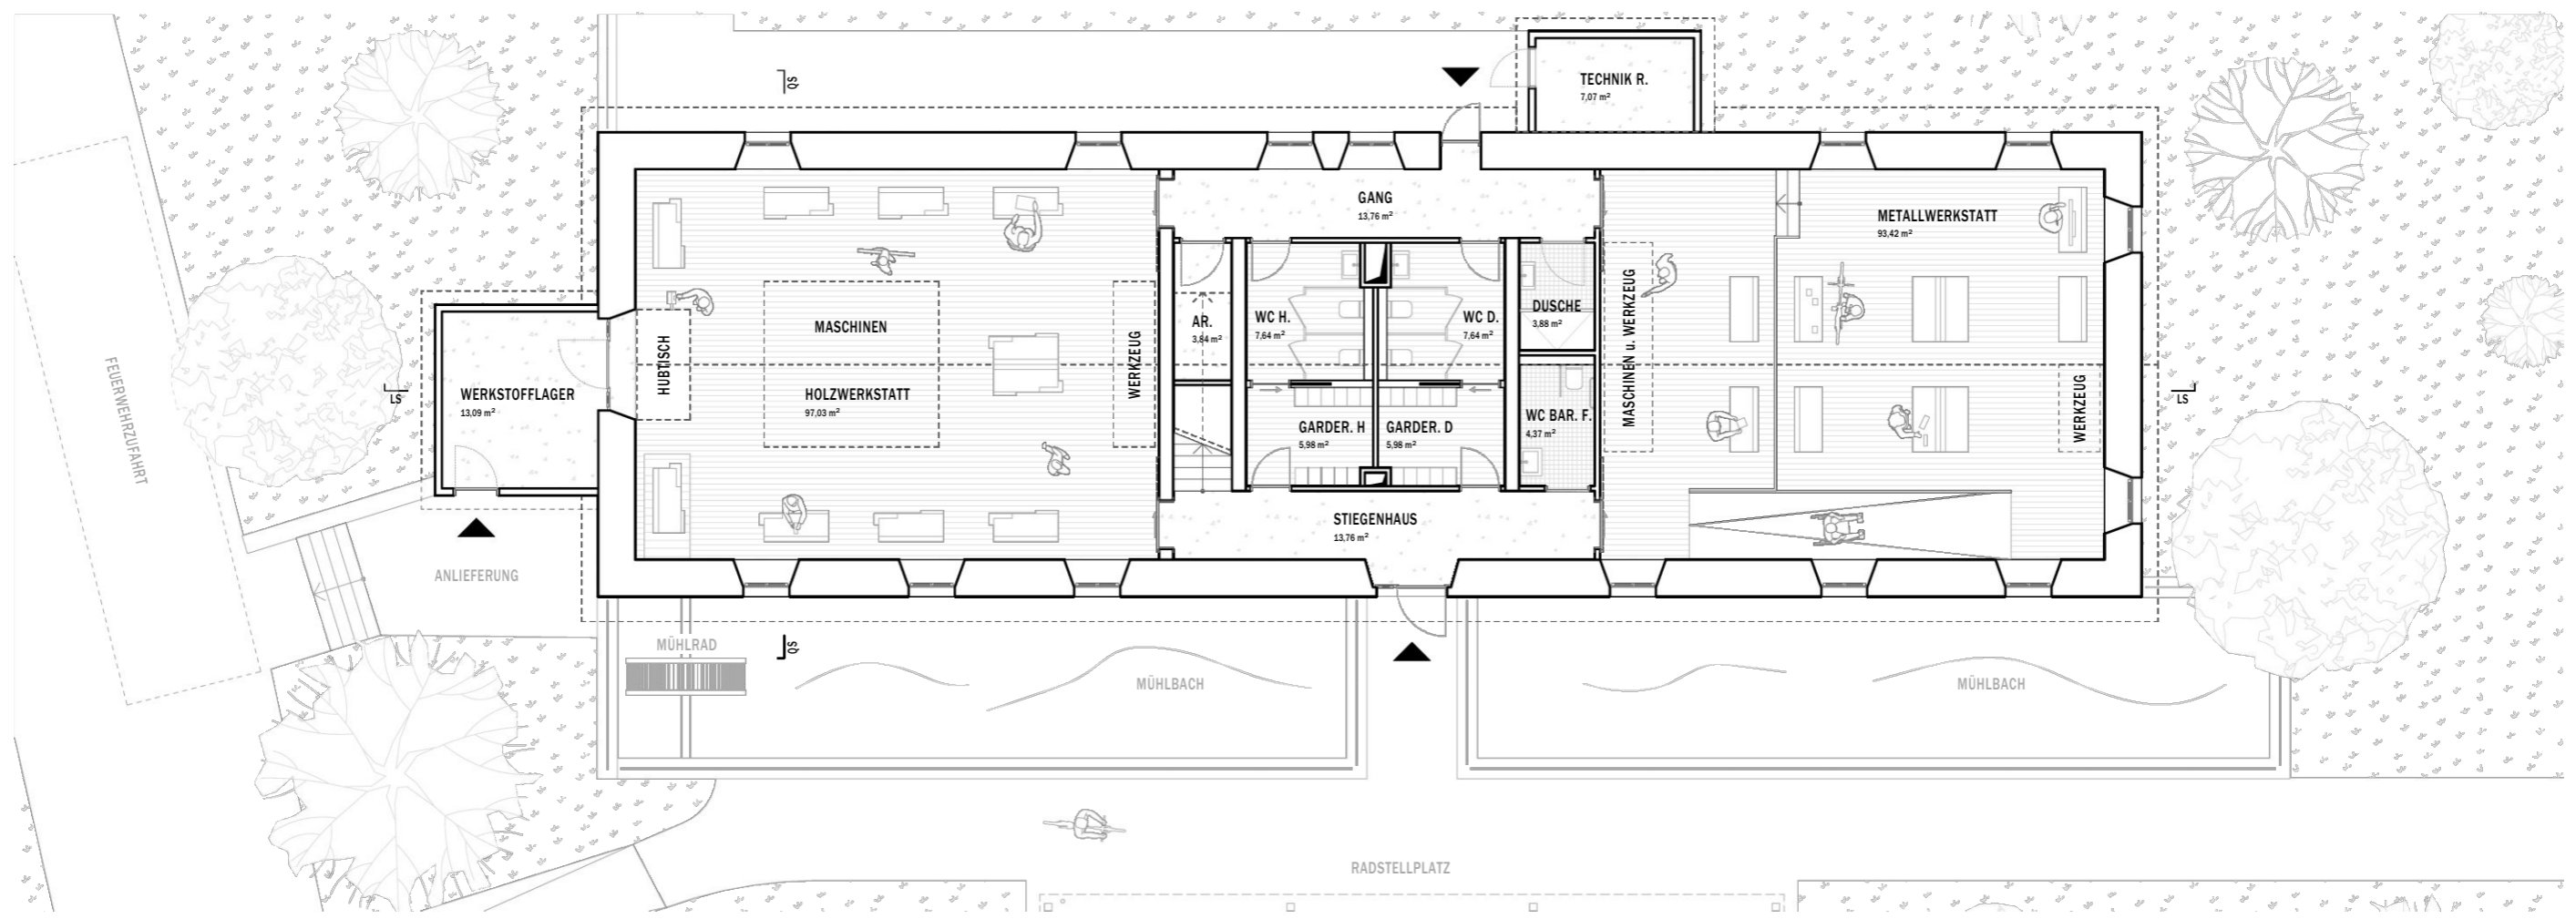 TECHNIK R.
7,07 m²
QS
GANG
13,76 m²
METALLWERKSTATT
93,42 m²
DUSCHE
3,88 m²
AR.
3,84 m²
WC H.
7,64 m²
WC D.
7,64 m²
MASCHINEN
HUBTISCH
WERKZEUG
MASCHINEN u. WERKZEUG
FEUERWEHRZUFAHRT
WERKSTOFFLAGER
13,09 m²
LS
HOLZWERKSTATT
97,03 m²
GARDER. H
5,98 m²
GARDER. D
5,98 m²
WC BAR. F.
4,37 m²
WERKZEUG
LS
STIEGENHAUS
13,76 m²
ANLIEFERUNG
MÜHLRAD
QS
MÜHLBACH
MÜHLBACH
RADSTELLPLATZ